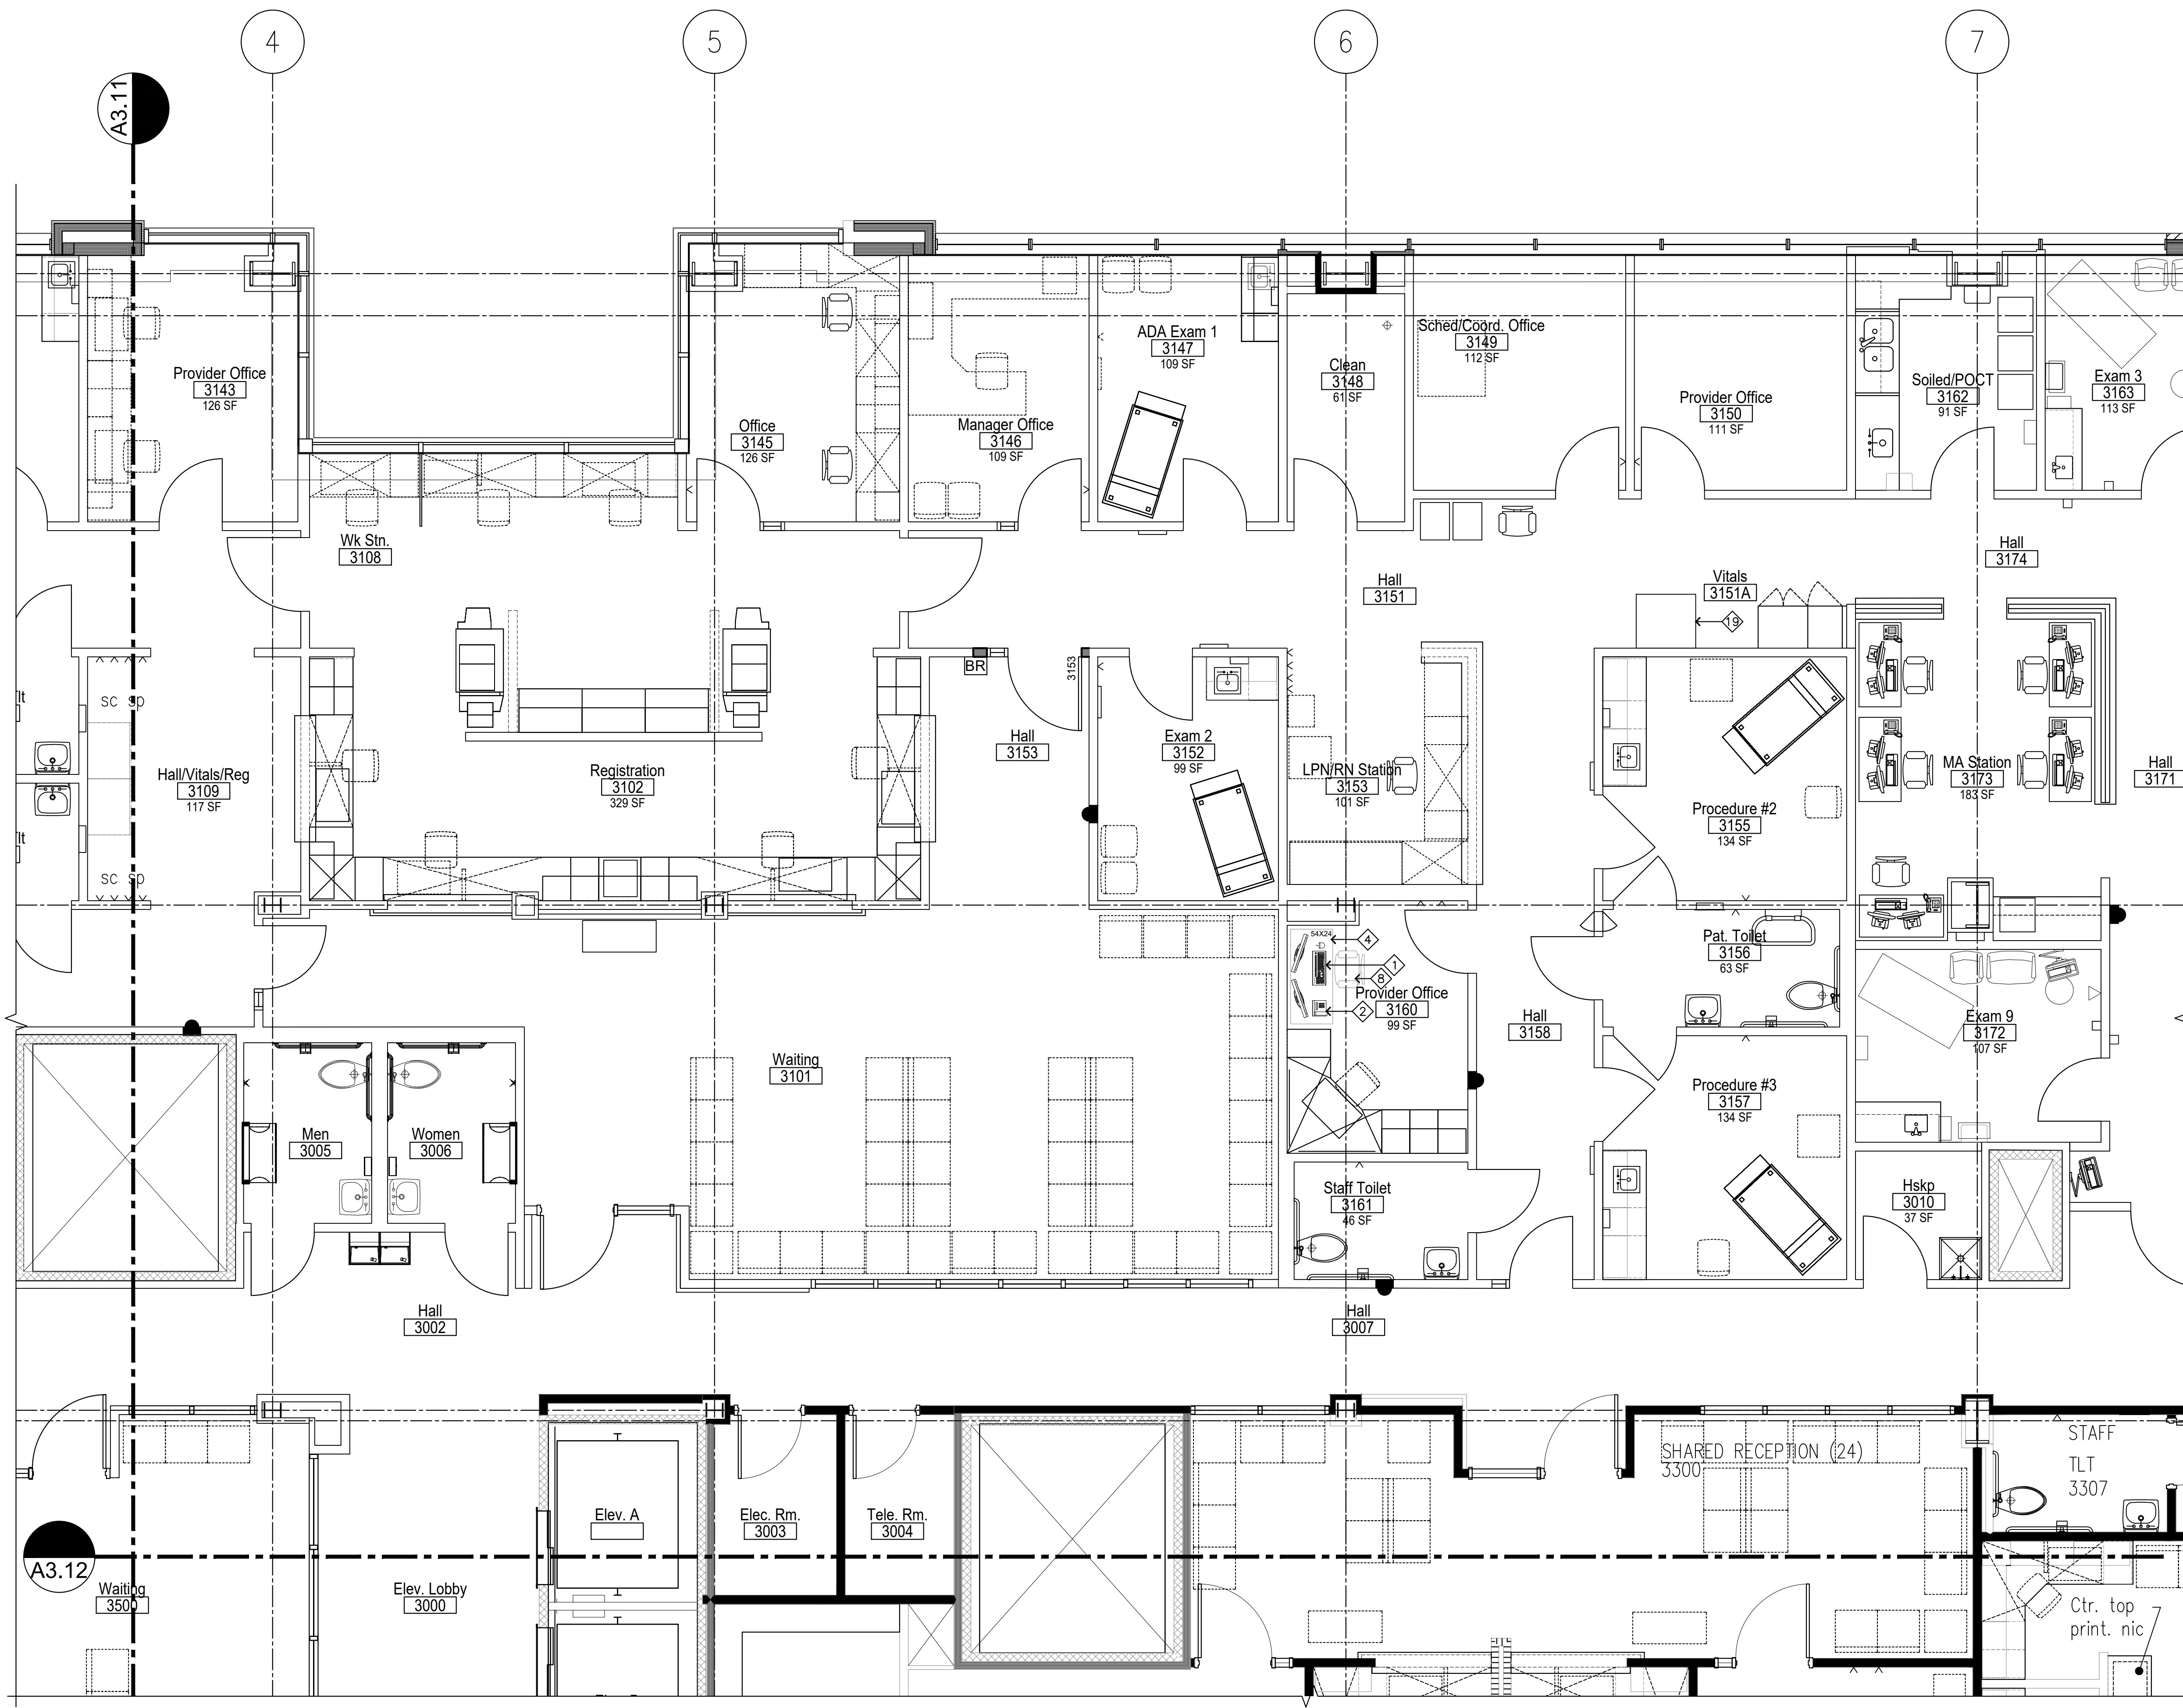 4
5
6
7
A3.11
Provider Office
3143
126 SF
Office
3145
126 SF
Manager Office
3146
109 SF
ADA Exam 1
3147
109 SF
Clean
3148
61 SF
Sched/Coord. Office
3149
112 SF
Provider Office
3150
111 SF
Soiled/POCT
3162
91 SF
Exam 3
3163
113 SF
Wk Stn.
3108
Hall
3151
Vitals
3151A
19
Hall
3174
BR
3153
sc sp
Hall/Vitals/Reg
3109
117 SF
sc sp
Registration
3102
329 SF
Hall
3153
Exam 2
3152
99 SF
LPN/RN Station
3153
101 SF
Procedure #2
3155
134 SF
MA Station
3173
183 SF
Hall
3171
54X24
4
1
8
2
Provider Office
3160
99 SF
Pat. Toilet
3156
63 SF
Hall
3158
Exam 9
3172
107 SF
Waiting
3101
Men
3005
Women
3006
Procedure #3
3157
134 SF
Staff Toilet
3161
46 SF
Hskp
3010
37 SF
Hall
3002
Hall
3007
SHARED RECEPTION (24)
3300
STAFF
TLT
3307
Elev. A
Elec. Rm.
3003
Tele. Rm.
3004
A3.12
Waiting
3500
Elev. Lobby
3000
Ctr. top
print. nic